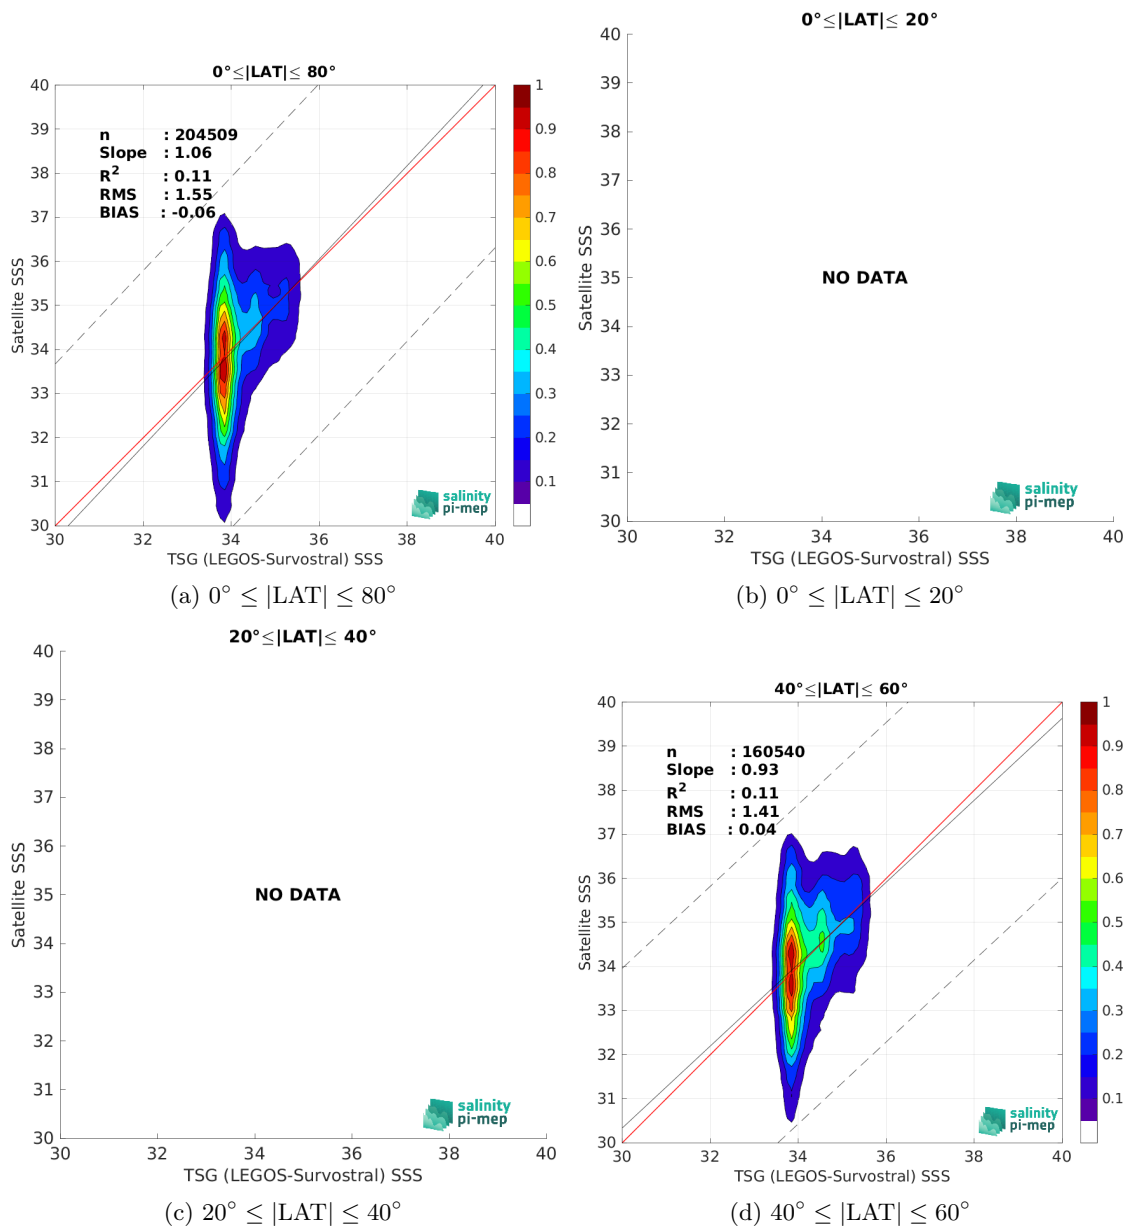 0°≤|LAT|≤ 80°
n : 204509
Slope : 1.06
R² : 0.11
RMS : 1.55
BIAS : -0.06
Satellite SSS
40
39
38
37
36
35
34
33
32
31
30
30 32 34 36 38 40
TSG (LEGOS-Survostral) SSS
1
0.9
0.8
0.7
0.6
0.5
0.4
0.3
0.2
0.1
salinity
pi-mep
(a) 0° ≤ |LAT| ≤ 80°
0°≤|LAT|≤ 20°
Satellite SSS
40
39
38
37
36
35
34
33
32
31
30
NO DATA
salinity
pi-mep
30 32 34 36 38 40
TSG (LEGOS-Survostral) SSS
(b) 0° ≤ |LAT| ≤ 20°
20°≤|LAT|≤ 40°
Satellite SSS
40
39
38
37
36
35
34
33
32
31
30
NO DATA
salinity
pi-mep
30 32 34 36 38 40
TSG (LEGOS-Survostral) SSS
(c) 20° ≤ |LAT| ≤ 40°
40°≤|LAT|≤ 60°
n : 160540
Slope : 0.93
R² : 0.11
RMS : 1.41
BIAS : 0.04
Satellite SSS
40
39
38
37
36
35
34
33
32
31
30
30 32 34 36 38 40
TSG (LEGOS-Survostral) SSS
1
0.9
0.8
0.7
0.6
0.5
0.4
0.3
0.2
0.1
salinity
pi-mep
(d) 40° ≤ |LAT| ≤ 60°